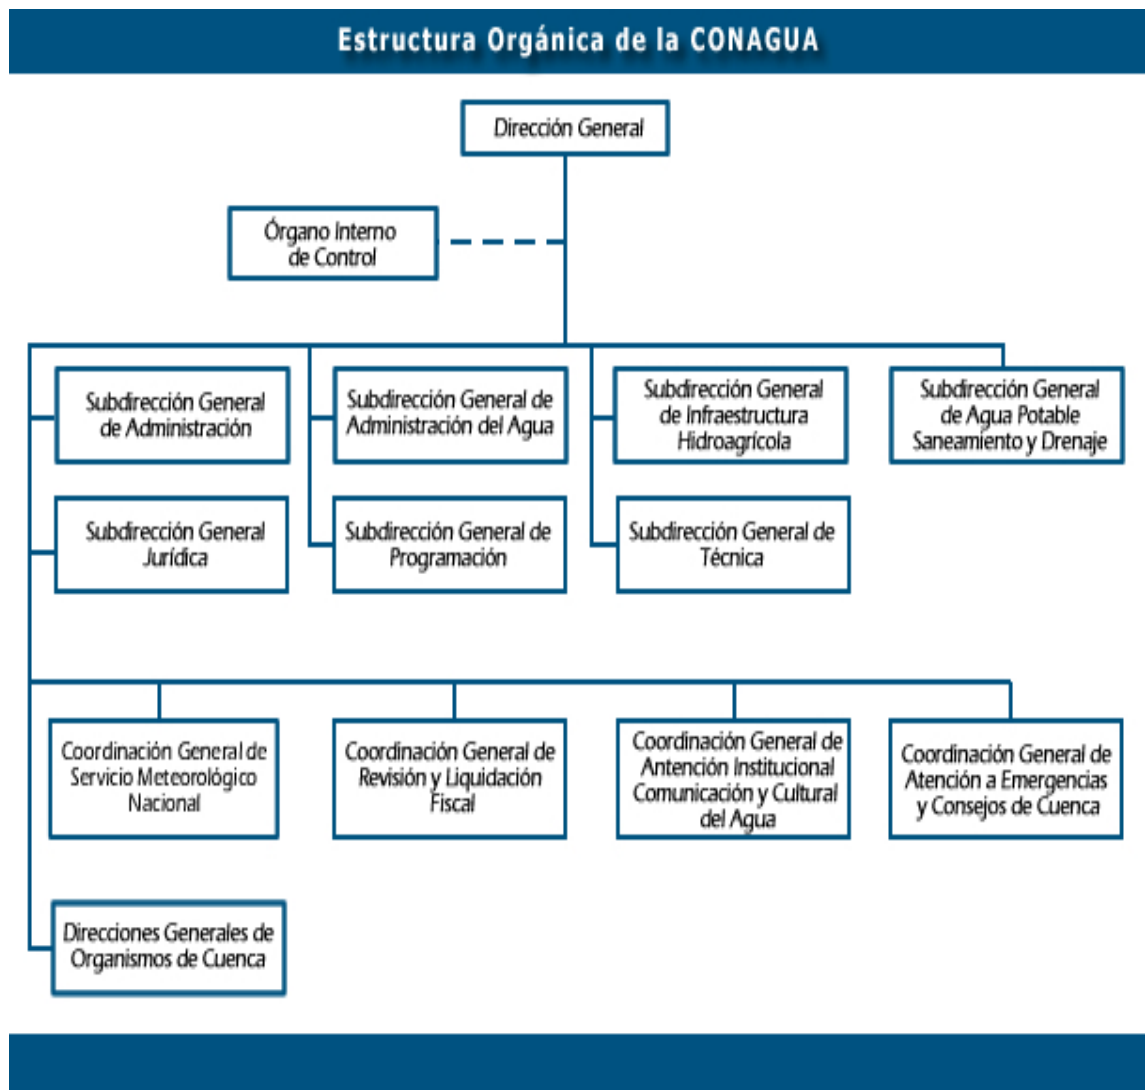 Estructura Orgánica de la CONAGUA
Dirección General
Órgano Interno
de Control
Subdirección General
de Administración
Subdirección General de
Administración del Agua
Subdirección General
de Infraestructura
Hidroagrícola
Subdirección General
de Agua Potable
Saneamiento y Drenaje
Subdirección General
Jurídica
Subdirección General de
Programación
Subdirección General de
Técnica
Coordinación General de
Servicio Meteorológico
Nacional
Coordinación General de
Revisión y Liquidación
Fiscal
Coordinación General de
Antención Institucional
Comunicación y Cultural
del Agua
Coordinación General de
Atención a Emergencias
y Consejos de Cuenca
Direcciones Generales de
Organismos de Cuenca